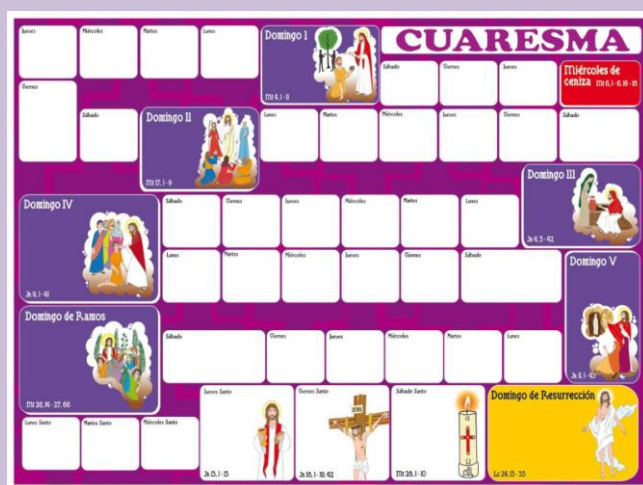 Jueves Miércoles Martes Lunes Domingo I CUARESMA
Sábado Viernes Jueves Miércoles de
ceniza Mt 6, 1-6. 16-18
Viernes
Mt 4, 1-11
Sábado Domingo II Lunes Martes Miércoles Jueves Viernes Sábado
Mt 17, 1-9
Domingo III
Domingo IV Sábado Viernes Jueves Miércoles Martes Lunes
Jn 4, 5-42
Lunes Martes Miércoles Jueves Viernes Sábado Domingo V
Jn 9, 1-41
Domingo de Ramos
Sábado Viernes Jueves Miércoles Martes Lunes
Mt 26, 14-27, 66
Jueves Santo Viernes Santo Sábado Santo Domingo de Resurrección
Lunes Santo Martes Santo Miércoles Santo
Jn 13, 1-15 Jn 18, 1-19, 42 Mt 28, 1-10 Lc 24, 13-35